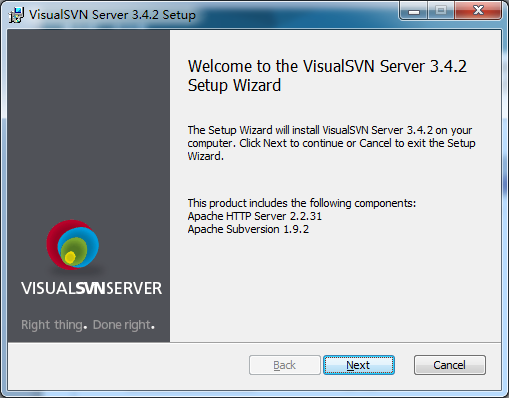 VisualSVN Server 3.4.2 Setup
Welcome to the VisualSVN Server 3.4.2
Setup Wizard
The Setup Wizard will install VisualSVN Server 3.4.2 on your
computer. Click Next to continue or Cancel to exit the Setup
Wizard.
This product includes the following components:
Apache HTTP Server 2.2.31
Apache Subversion 1.9.2
VISUALSVNSERVER
Right thing. Done right.
Back
Next
Cancel